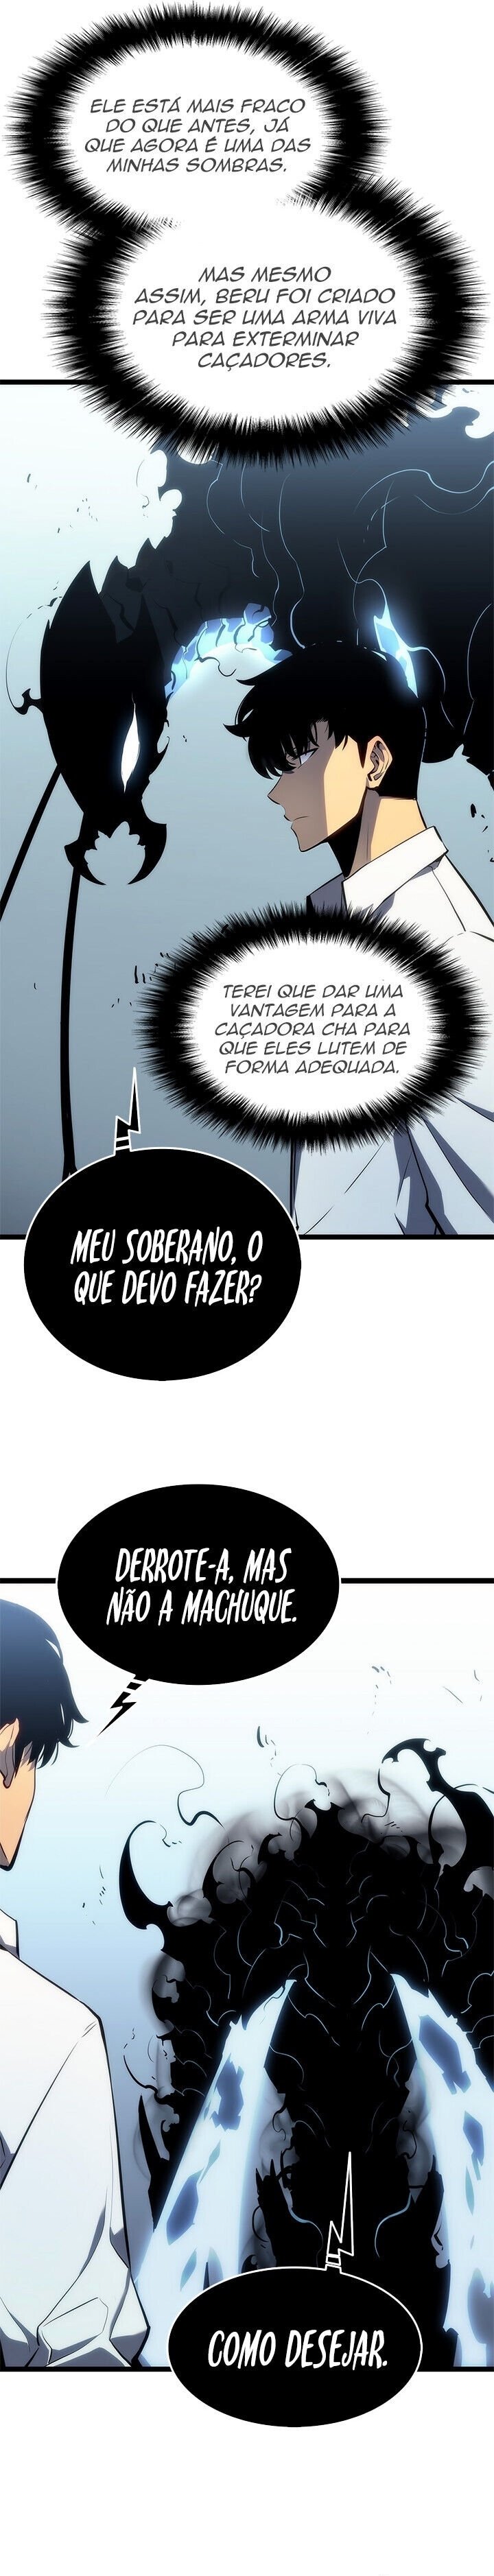 ELE ESTÁ MAIS FRACO
DO QUE ANTES, JÁ
QUE AGORA É UMA DAS
MINHAS SOMBRAS.
MAS MESMO
ASSIM, BERU FOI CRIADO
PARA SER UMA ARMA VIVA
PARA EXTERMINAR
CAÇADORES.
TEREI QUE DAR UMA
VANTAGEM PARA A
CAÇADORA CHA PARA
QUE ELES LUTEM DE
FORMA ADEQUADA.
MEU SOBERANO, O
QUE DEVO FAZER?
DERROTE-A, MAS
NÃO A MACHUQUE.
COMO DESEJAR.